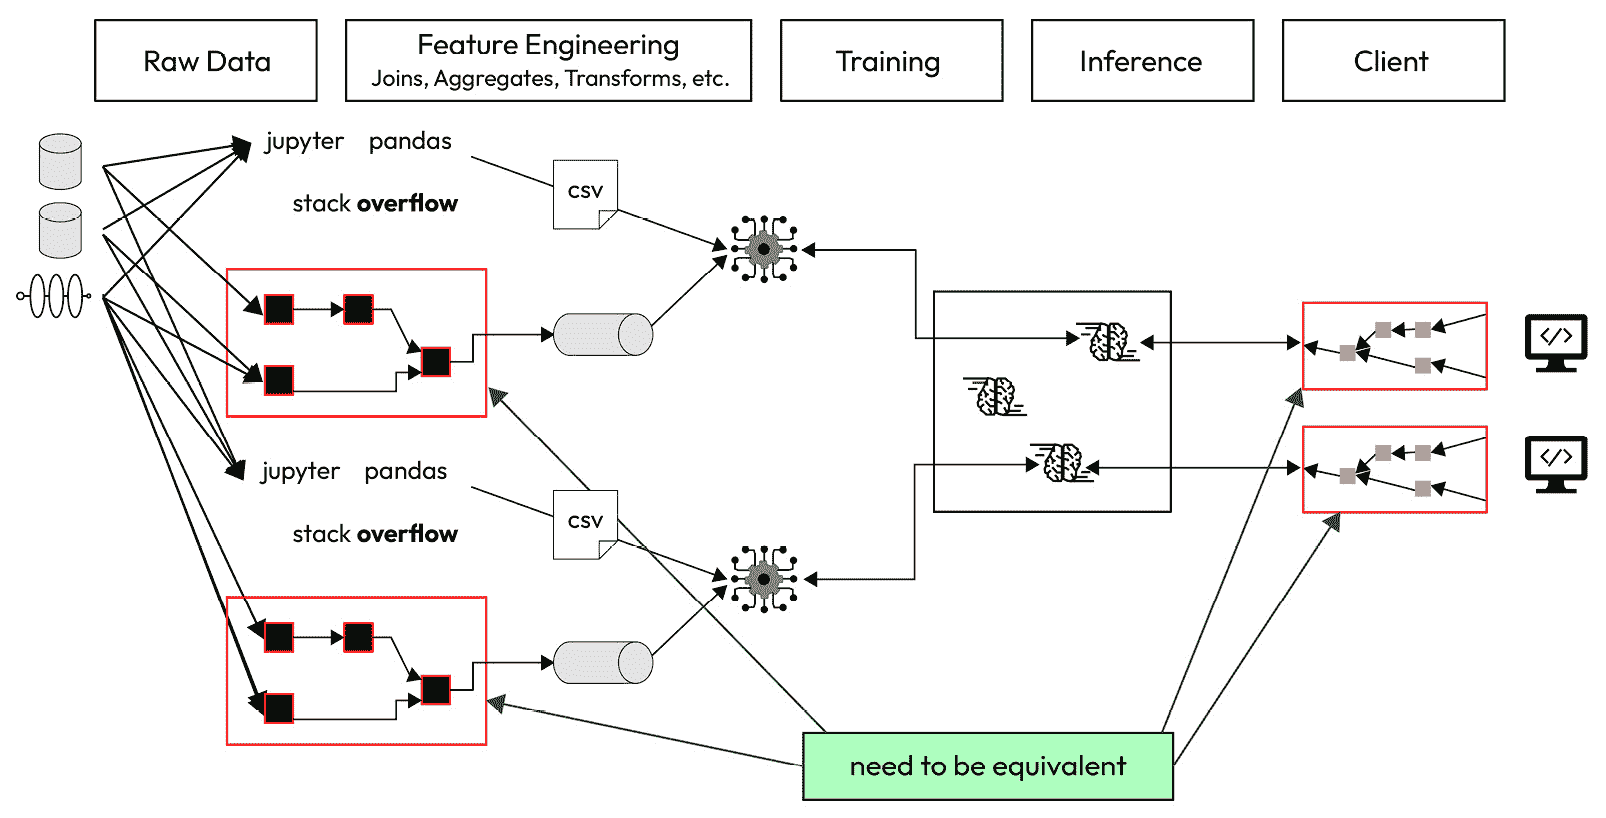 Raw Data
Feature Engineering
Joins, Aggregates, Transforms, etc.
Training
Inference
Client
jupyter pandas
stack overflow
CSV
jupyter pandas
stack overflow
CSV
</>
</>
need to be equivalent